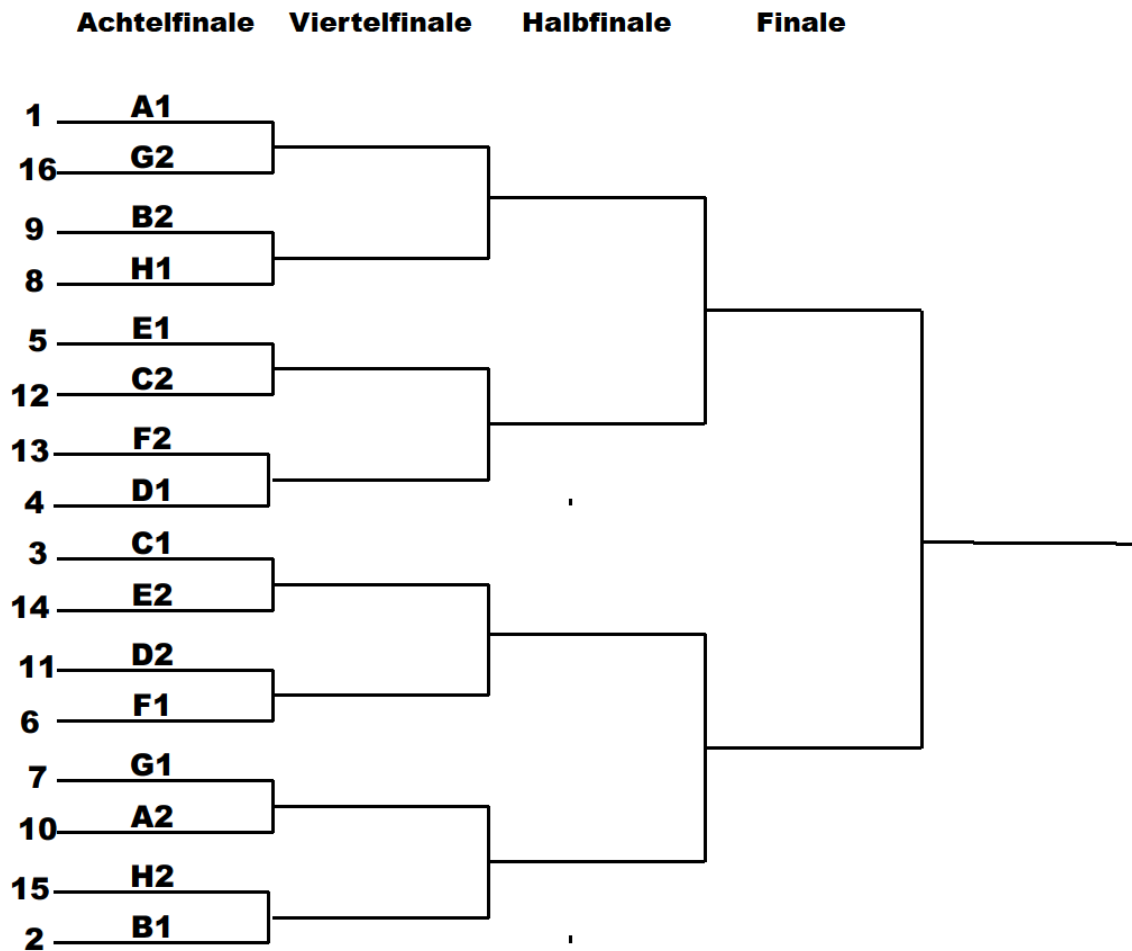 Achtelfinale Viertelfinale Halbfinale Finale
1 A1
16 G2
9 B2
8 H1
5 E1
12 C2
13 F2
4 D1
3 C1
14 E2
11 D2
6 F1
7 G1
10 A2
15 H2
2 B1